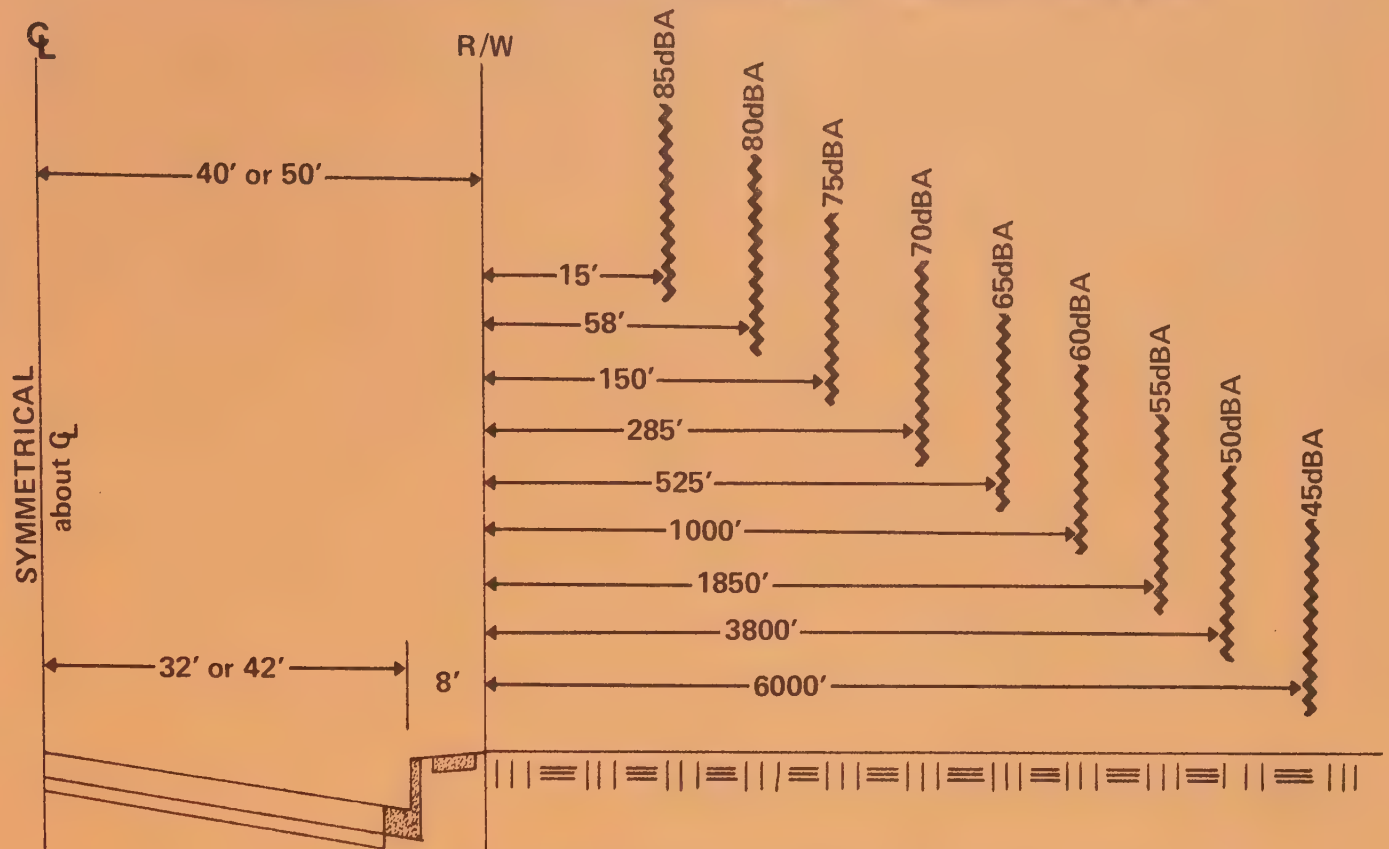 ℄
R/W
40' or 50'
85dBA
80dBA
75dBA
70dBA
65dBA
60dBA
55dBA
50dBA
45dBA
15'
58'
150'
285'
525'
1000'
1850'
3800'
6000'
SYMMETRICAL
about ℄
32' or 42'
8'